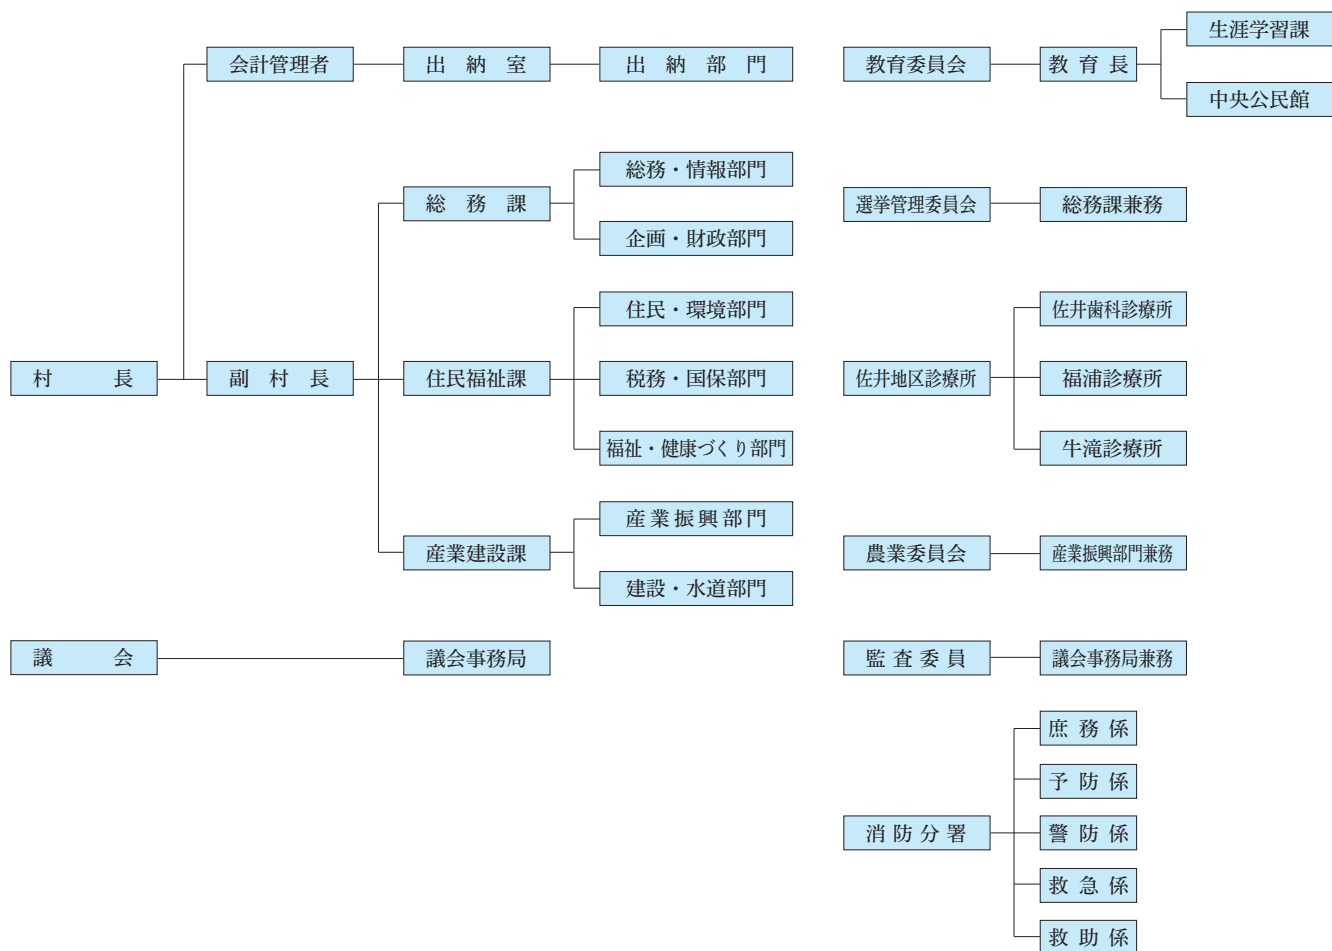 会計管理者
出納室
出納部門
総務課
総務・情報部門
企画・財政部門
村長
副村長
住民福祉課
住民・環境部門
税務・国保部門
福祉・健康づくり部門
産業建設課
産業振興部門
建設・水道部門
議会
議会事務局
教育委員会
教育長
生涯学習課
中央公民館
選挙管理委員会
総務課兼務
佐井地区診療所
佐井歯科診療所
福浦診療所
牛滝診療所
農業委員会
産業振興部門兼務
監査委員
議会事務局兼務
消防分署
庶務係
予防係
警防係
救急係
救助係